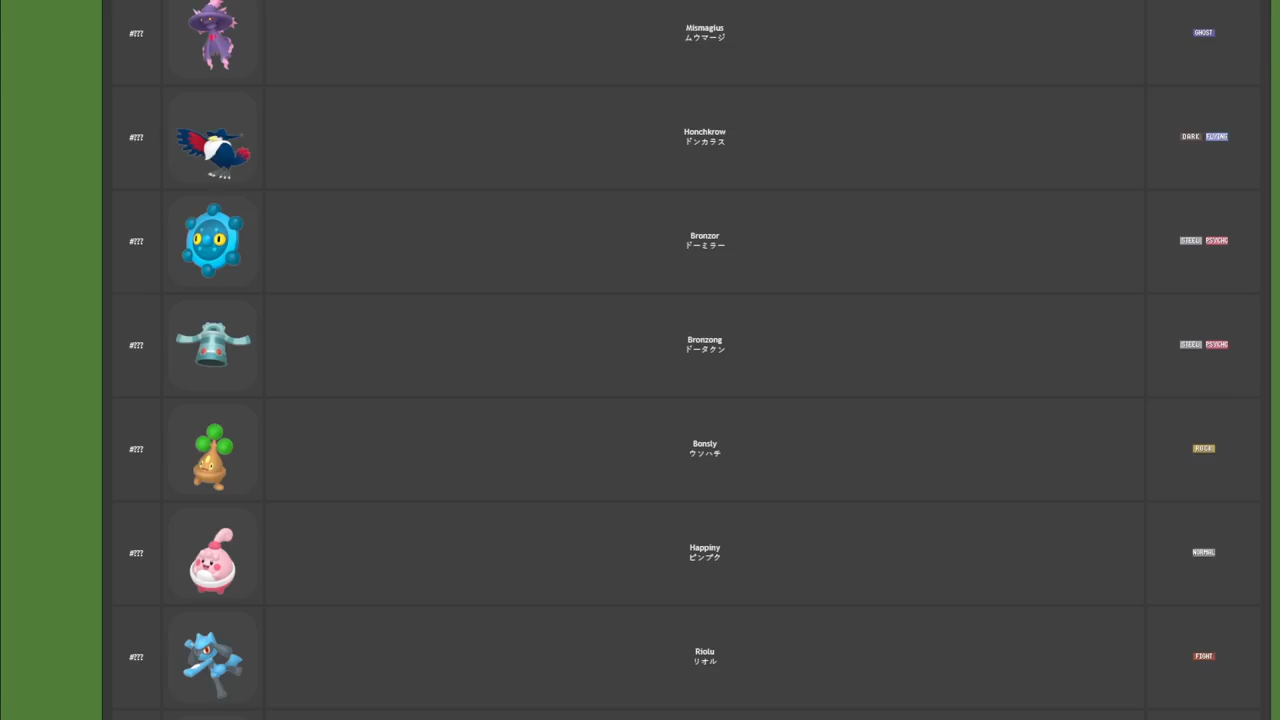 #???
Mismagius
ムウマージ
GHOST
#???
Honchkrow
ドンカラス
DARK FLYING
#???
Bronzor
ドーミラー
STEEL PSYCHC
#???
Bronzong
ドータクン
STEEL PSYCHC
#???
Bonsly
ウソハチ
ROCK
#???
Happiny
ピンプク
NORMAL
#???
Riolu
リオル
FIGHT